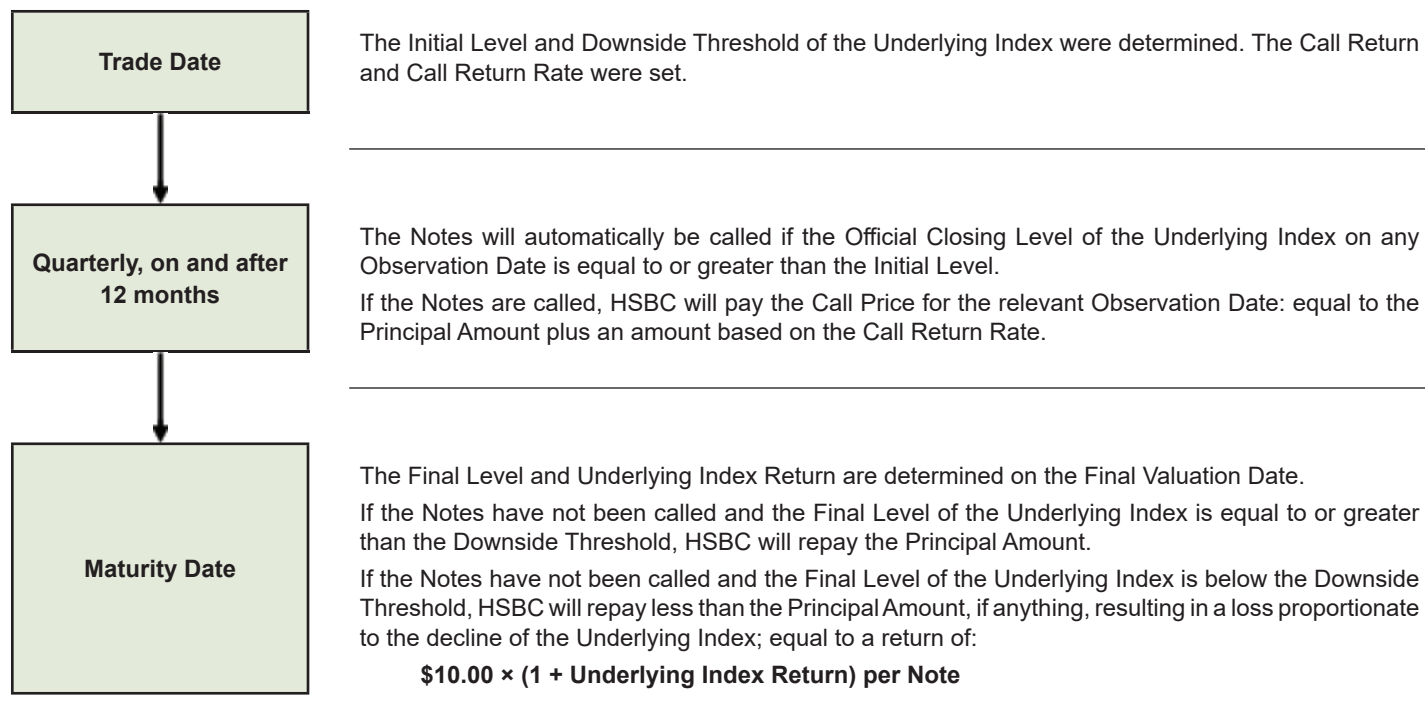 Trade Date
The Initial Level and Downside Threshold of the Underlying Index were determined. The Call Return
and Call Return Rate were set.
Quarterly, on and after
12 months
The Notes will automatically be called if the Official Closing Level of the Underlying Index on any
Observation Date is equal to or greater than the Initial Level.
If the Notes are called, HSBC will pay the Call Price for the relevant Observation Date: equal to the
Principal Amount plus an amount based on the Call Return Rate.
Maturity Date
The Final Level and Underlying Index Return are determined on the Final Valuation Date.
If the Notes have not been called and the Final Level of the Underlying Index is equal to or greater
than the Downside Threshold, HSBC will repay the Principal Amount.
If the Notes have not been called and the Final Level of the Underlying Index is below the Downside
Threshold, HSBC will repay less than the Principal Amount, if anything, resulting in a loss proportionate
to the decline of the Underlying Index; equal to a return of:
$10.00 × (1 + Underlying Index Return) per Note